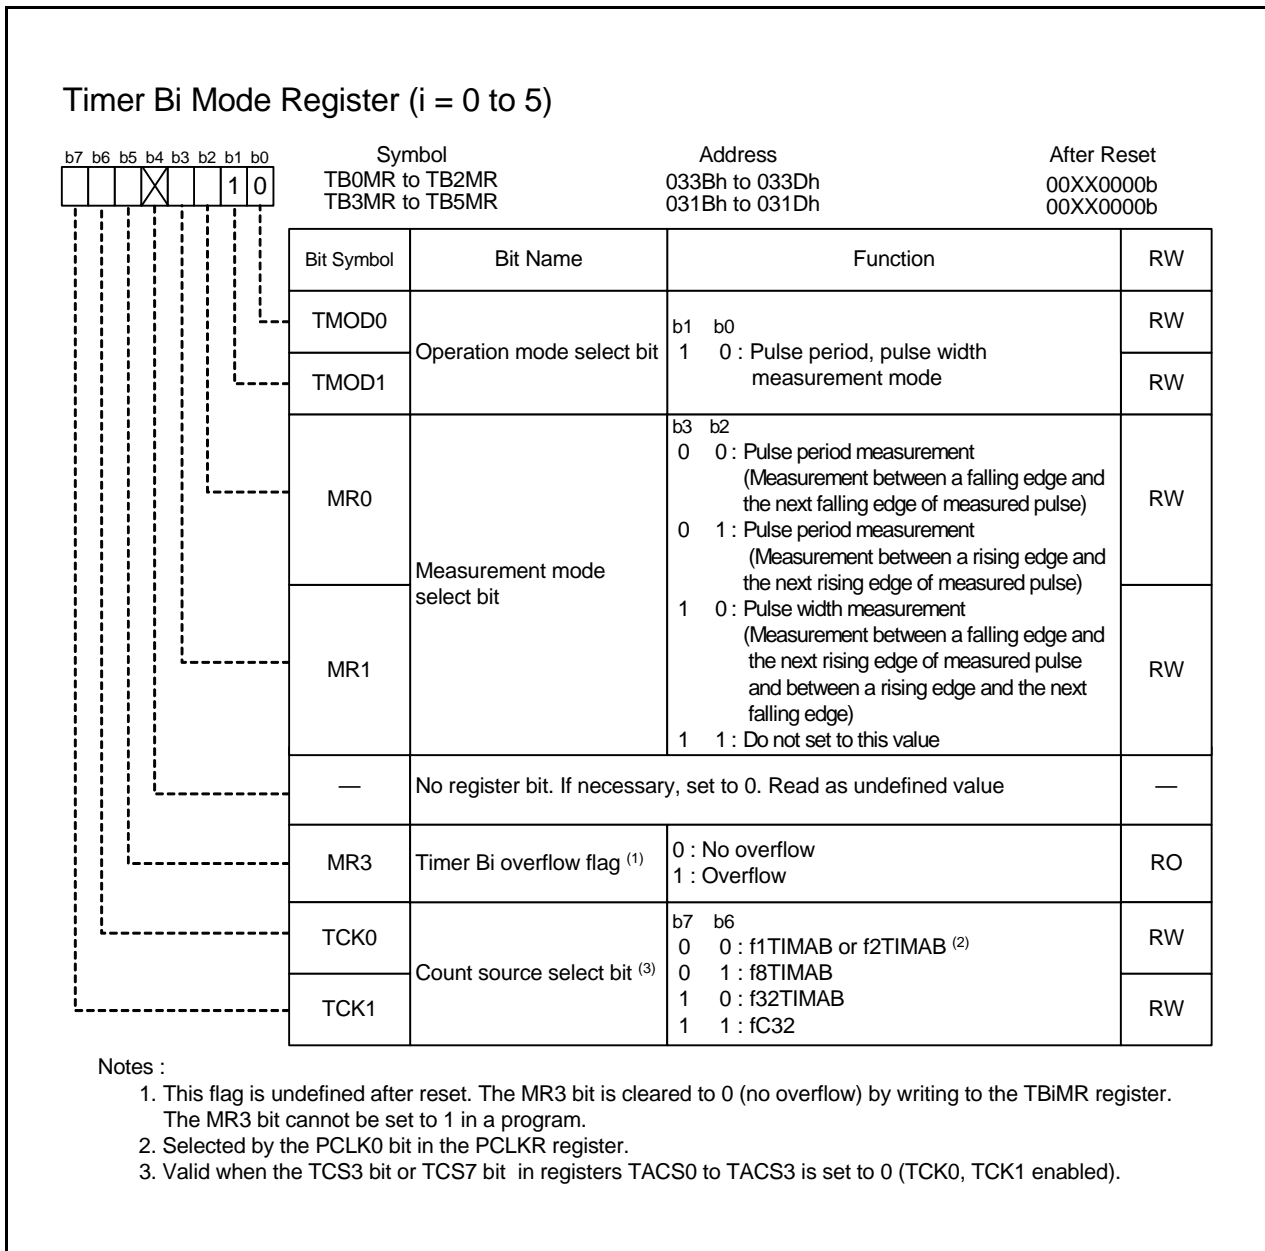 Timer Bi Mode Register (i = 0 to 5)
b7 b6 b5 b4 b3 b2 b1 b0
Symbol Address After Reset
1 0
TB0MR to TB2MR 033Bh to 033Dh 00XX0000b
TB3MR to TB5MR 031Bh to 031Dh 00XX0000b
Bit Symbol Bit Name Function RW
TMOD0 RW
Operation mode select bit
b1 b0
1 0 : Pulse period, pulse width
measurement mode
TMOD1 RW
MR0 RW
Measurement mode
select bit
b3 b2
0 0 : Pulse period measurement
(Measurement between a falling edge and
the next falling edge of measured pulse)
0 1 : Pulse period measurement
(Measurement between a rising edge and
the next rising edge of measured pulse)
1 0 : Pulse width measurement
(Measurement between a falling edge and
the next rising edge of measured pulse
and between a rising edge and the next
falling edge)
1 1 : Do not set to this value
MR1 RW
— No register bit. If necessary, set to 0. Read as undefined value —
MR3 Timer Bi overflow flag (1) RO
0 : No overflow
1 : Overflow
TCK0 RW
Count source select bit (3)
b7 b6
0 0 : f1TIMAB or f2TIMAB (2)
0 1 : f8TIMAB
1 0 : f32TIMAB
1 1 : fC32
TCK1 RW
Notes :
1. This flag is undefined after reset. The MR3 bit is cleared to 0 (no overflow) by writing to the TBiMR register.
The MR3 bit cannot be set to 1 in a program.
2. Selected by the PCLK0 bit in the PCLKR register.
3. Valid when the TCS3 bit or TCS7 bit in registers TACS0 to TACS3 is set to 0 (TCK0, TCK1 enabled).